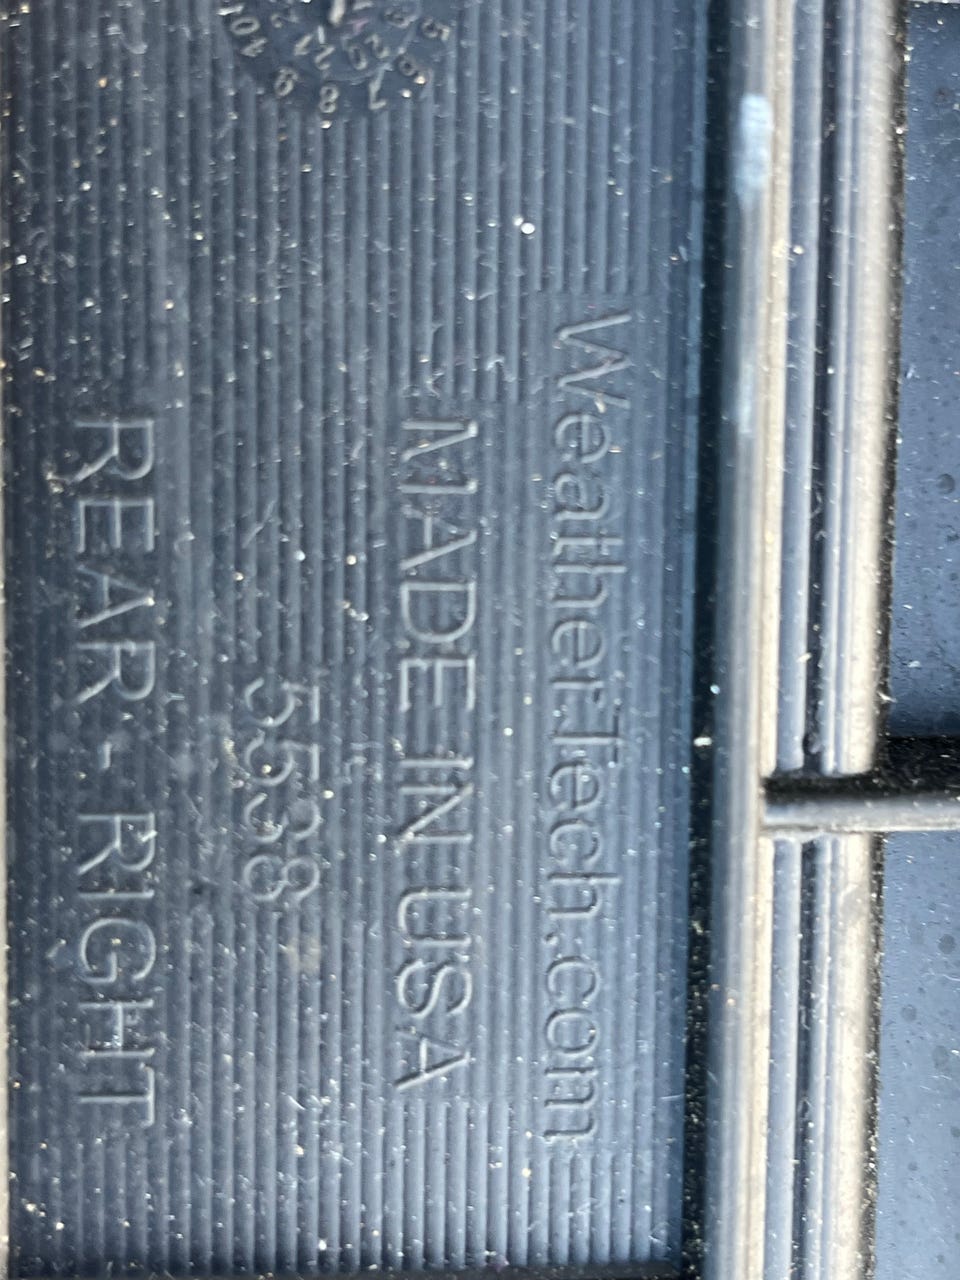 WeatherTech.com
MADE IN USA
5538
REAR - RIGHT